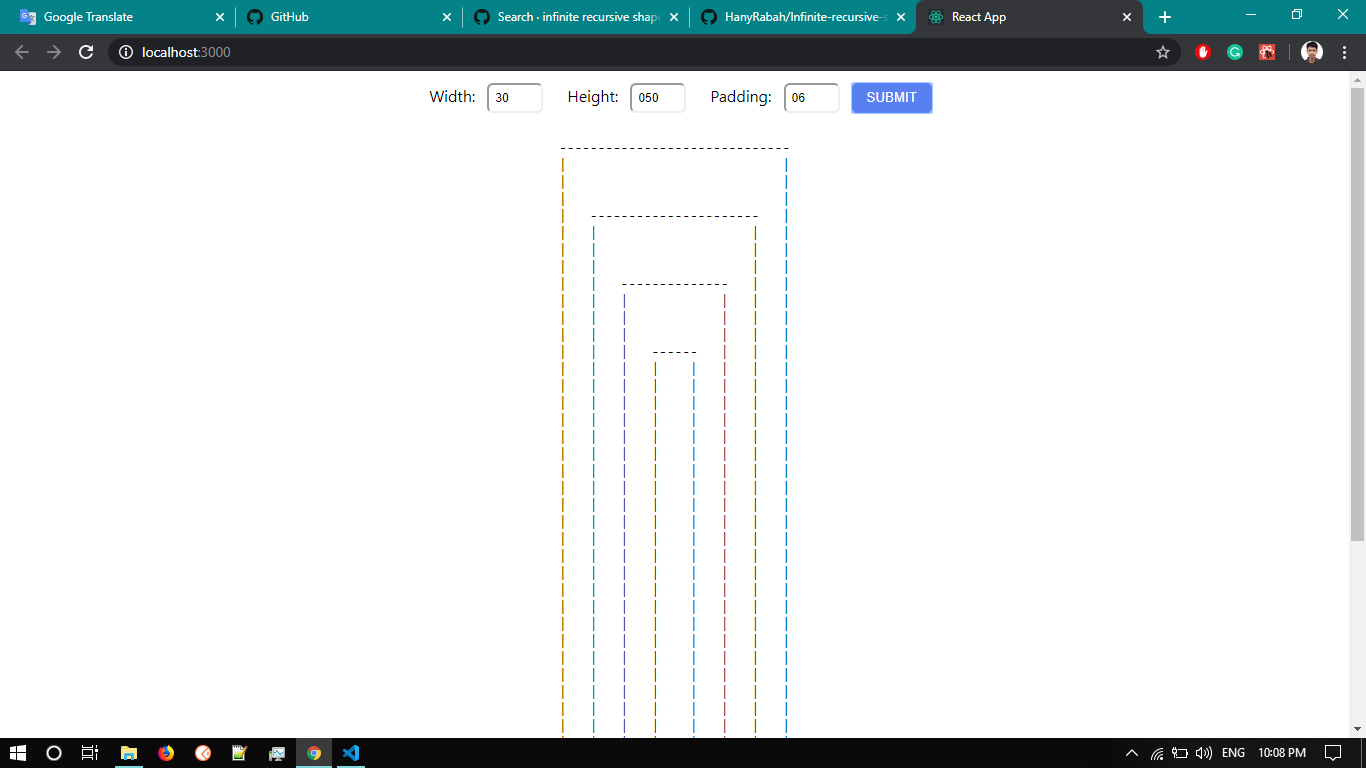 Google Translate
GitHub
Search · infinite recursive shape
HanyRabah/Infinite-recursive-s
React App
localhost:3000
Width: 30 Height: 050 Padding: 06 SUBMIT
ENG 10:08 PM